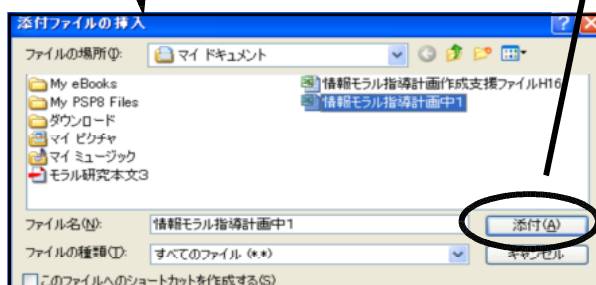 添付ファイルの挿入
ファイルの場所(I):
マイ ドキュメント
My eBooks
My PSP8 Files
ダウンロード
マイ ピクチャ
マイ ミュージック
モラル研究本文3
情報モラル指導計画作成支援ファイルH16
情報モラル指導計画中1
ファイル名(N):
情報モラル指導計画中1
添付(A)
ファイルの種類(T):
すべてのファイル (*.*)
キャンセル
このファイルへのショートカットを作成する(S)